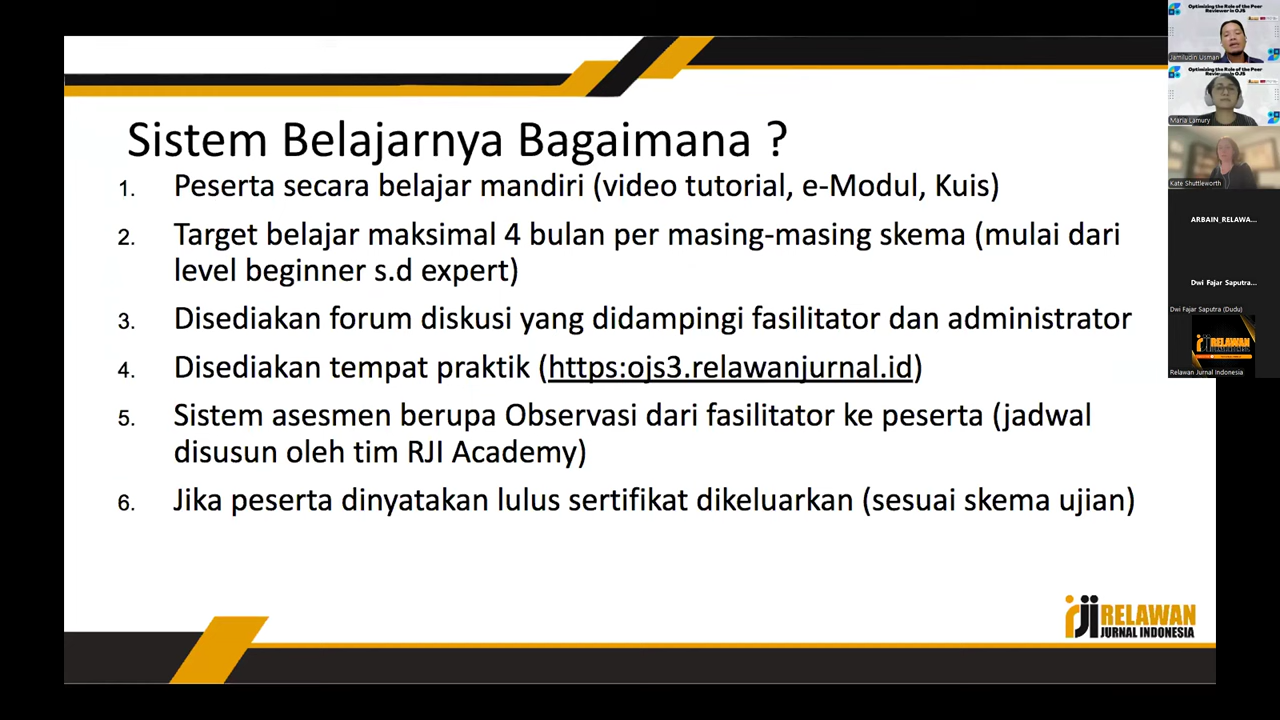 Sistem Belajarnya Bagaimana ?
1. Peserta secara belajar mandiri (video tutorial, e-Modul, Kuis)
2. Target belajar maksimal 4 bulan per masing-masing skema (mulai dari
level beginner s.d expert)
3. Disediakan forum diskusi yang didampingi fasilitator dan administrator
4. Disediakan tempat praktik (https:ojs3.relawanjurnal.id)
5. Sistem asesmen berupa Observasi dari fasilitator ke peserta (jadwal
disusun oleh tim RJI Academy)
6. Jika peserta dinyatakan lulus sertifikat dikeluarkan (sesuai skema ujian)
rji RELAWAN
JURNAL INDONESIA
Optimizing the Role of the Peer
Reviewer in OJS
Jamiludin Usman
Optimizing the Role of the Peer
Reviewer in OJS
Maria Lamury
Kate Shuttleworth
ARBAIN_RELAWA...
Dwi Fajar Saputra...
Dwi Fajar Saputra (Dudu)
RELAWAN
Relawan Jurnal Indonesia